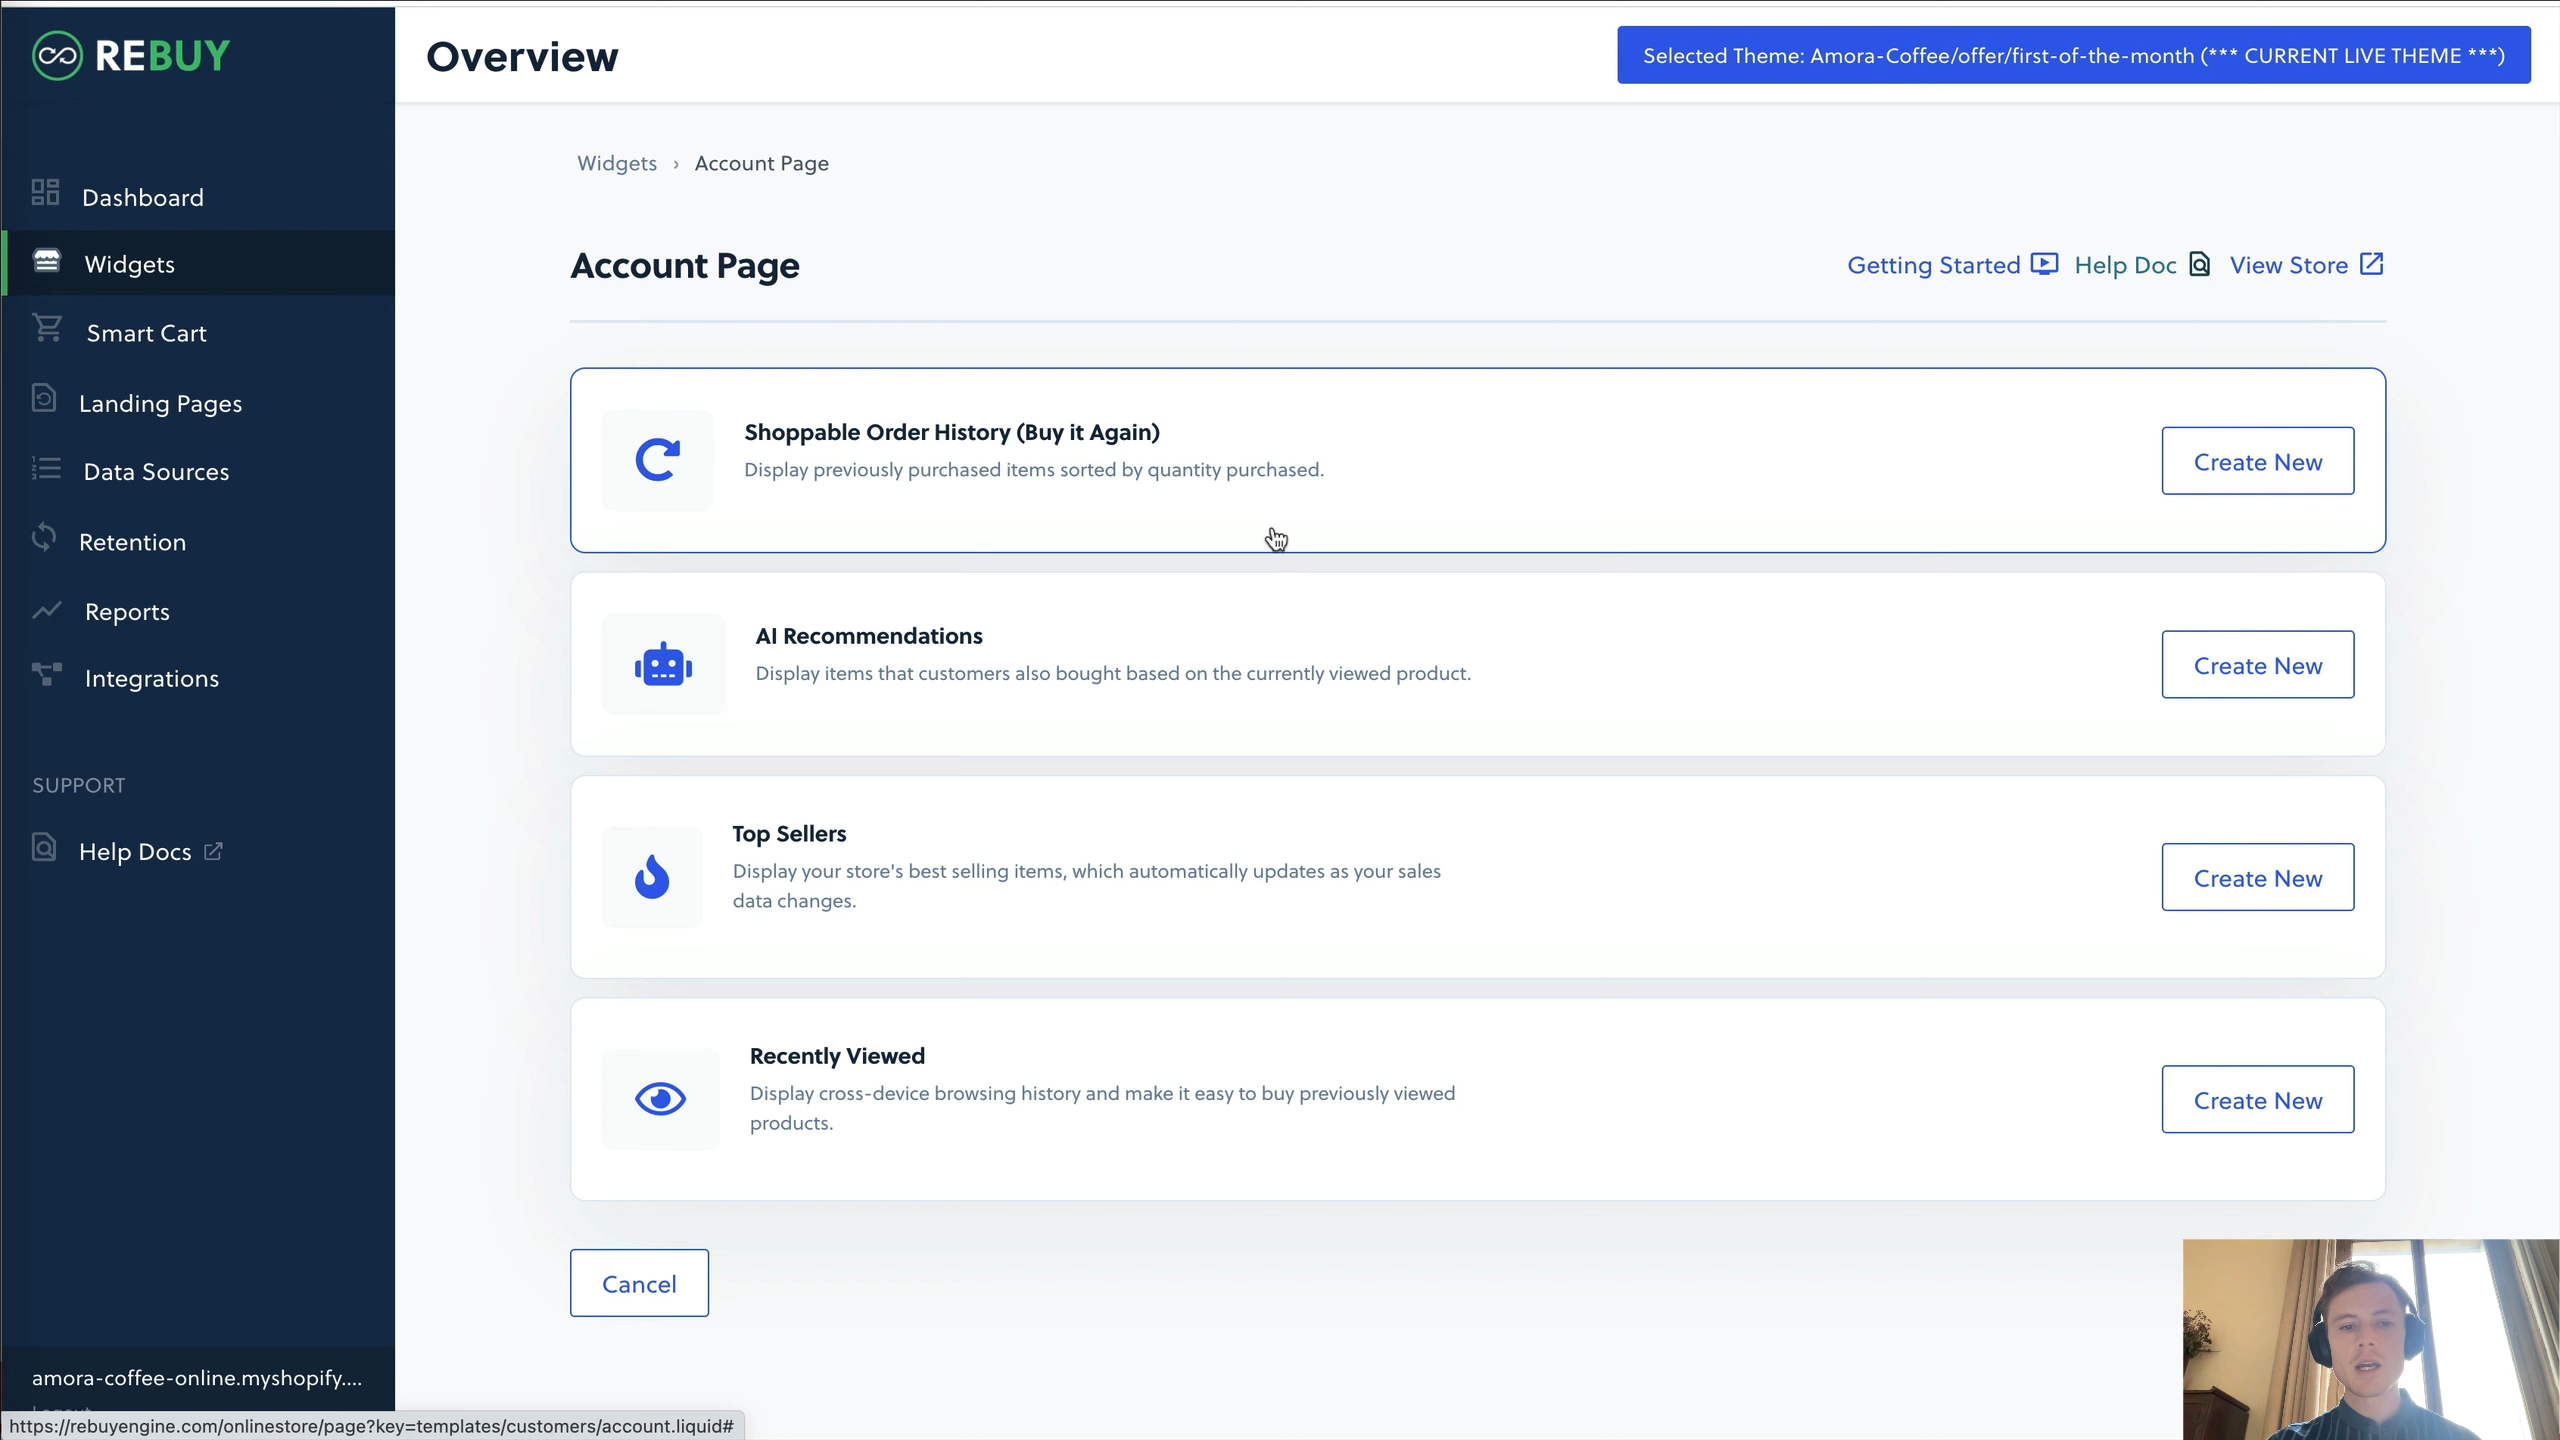 REBUY
Overview
Selected Theme: Amora-Coffee/offer/first-of-the-month (*** CURRENT LIVE THEME ***)
Dashboard
Widgets
Smart Cart
Landing Pages
Data Sources
Retention
Reports
Integrations
SUPPORT
Help Docs
amora-coffee-online.myshopify....
https://rebuyengine.com/onlinestore/page?key=templates/customers/account.liquid#
Widgets › Account Page
Account Page
Getting Started
Help Doc
View Store
Shoppable Order History (Buy it Again)
Display previously purchased items sorted by quantity purchased.
Create New
AI Recommendations
Display items that customers also bought based on the currently viewed product.
Create New
Top Sellers
Display your store's best selling items, which automatically updates as your sales
data changes.
Create New
Recently Viewed
Display cross-device browsing history and make it easy to buy previously viewed
products.
Create New
Cancel